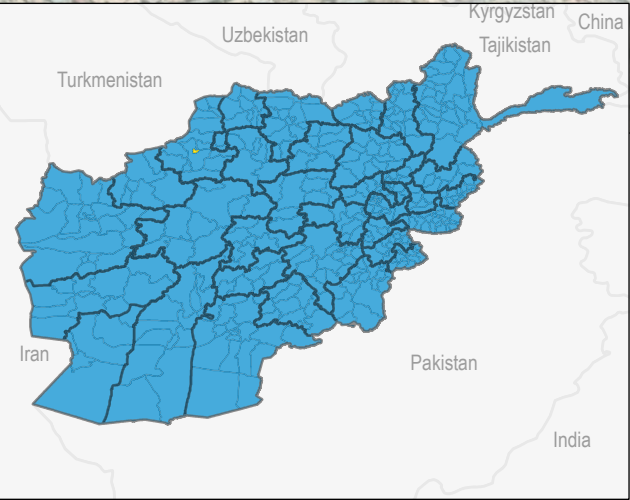 Kyrgyzstan
China
Uzbekistan
Tajikistan
Turkmenistan
Iran
Pakistan
India